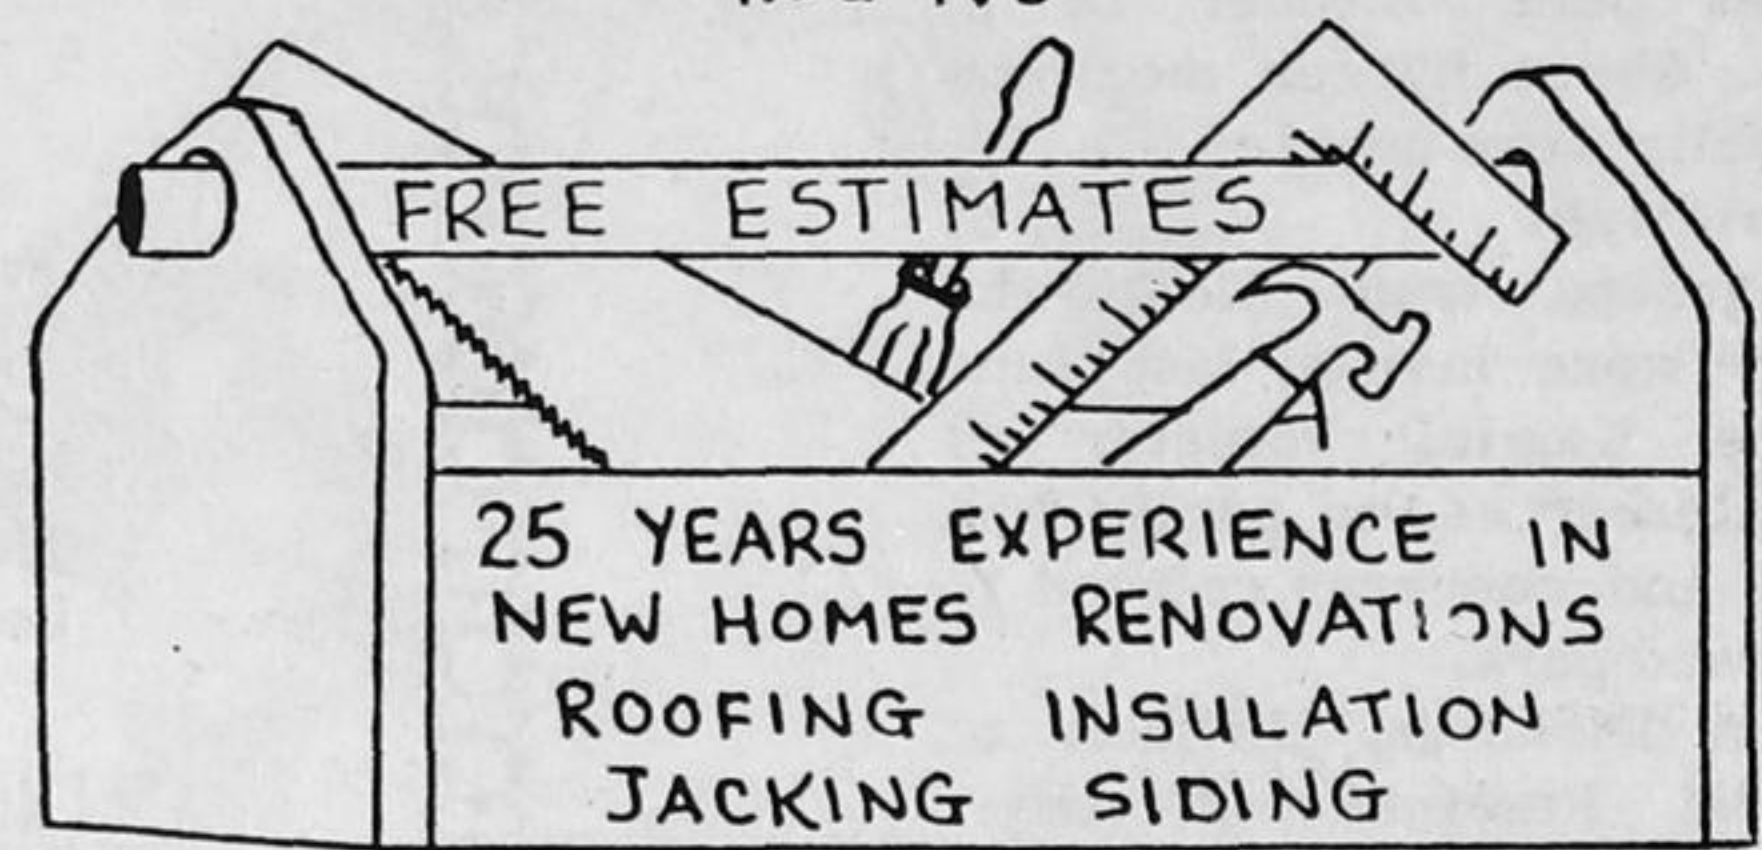 FREE ESTIMATES
25 YEARS EXPERIENCE IN
NEW HOMES RENOVATIONS
ROOFING INSULATION
JACKING SIDING